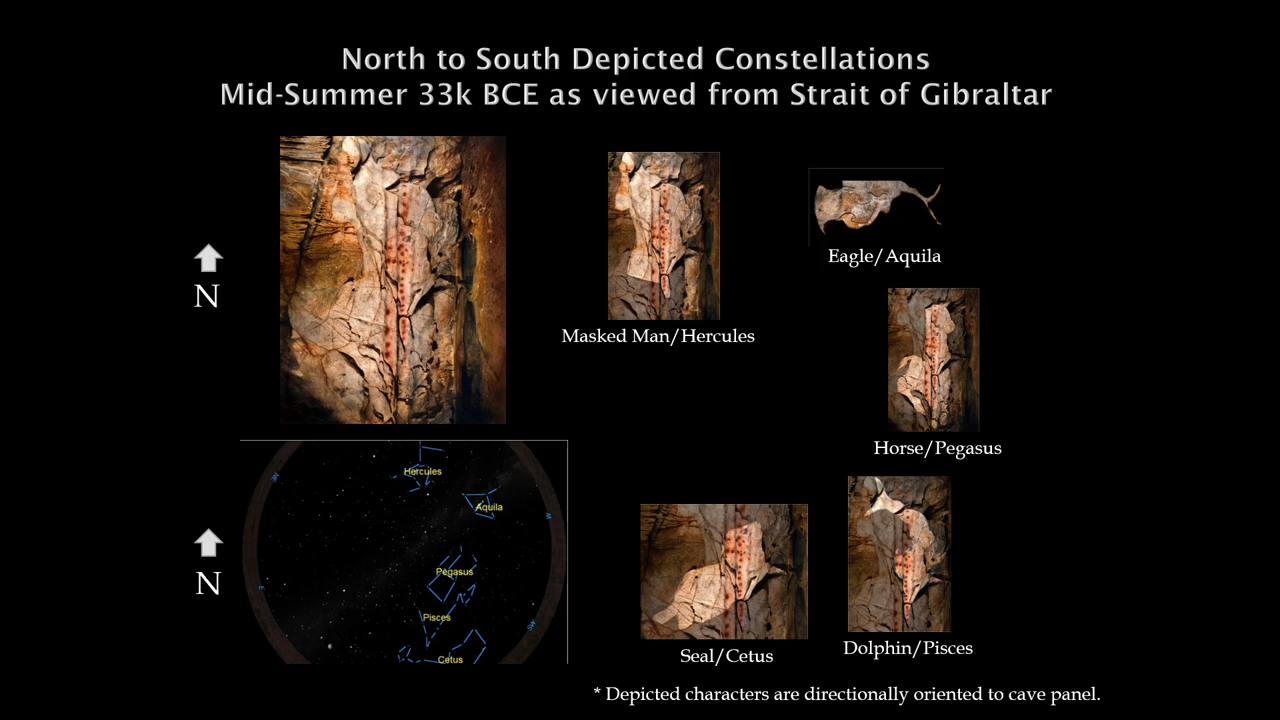 North to South Depicted Constellations
Mid-Summer 33k BCE as viewed from Strait of Gibraltar
N
Masked Man/Hercules
Eagle/Aquila
Horse/Pegasus
N
NE
Hercules
Aquila
W
Pegasus
E
Pisces
SW
Cetus
Seal/Cetus
Dolphin/Pisces
* Depicted characters are directionally oriented to cave panel.